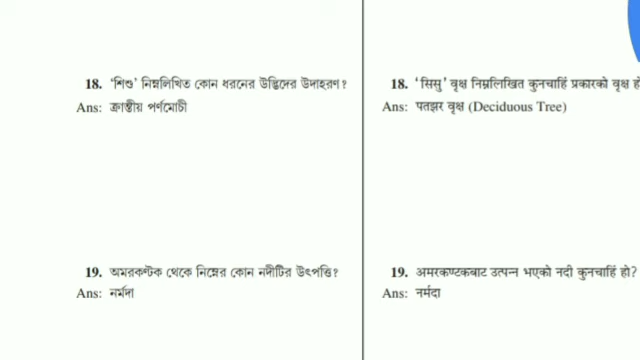 18. ‘শিশু’ নিম্নলিখিত কোন ধরনের উদ্ভিদের উদাহরণ?
Ans: ক্রান্তীয় পর্ণমোচী
19. অমরকণ্টক থেকে নিম্নের কোন নদীটির উৎপত্তি?
Ans: নর্মদা
18. ‘सिसु’ वृक्ष निम्नलिखित कुनचाहिं प्रकारको वृक्ष हो
Ans: पतझर वृक्ष (Deciduous Tree)
19. अमरकण्टकबाट उत्पन्न भएको नदी कुनचाहिं हो?
Ans: नर्मदा